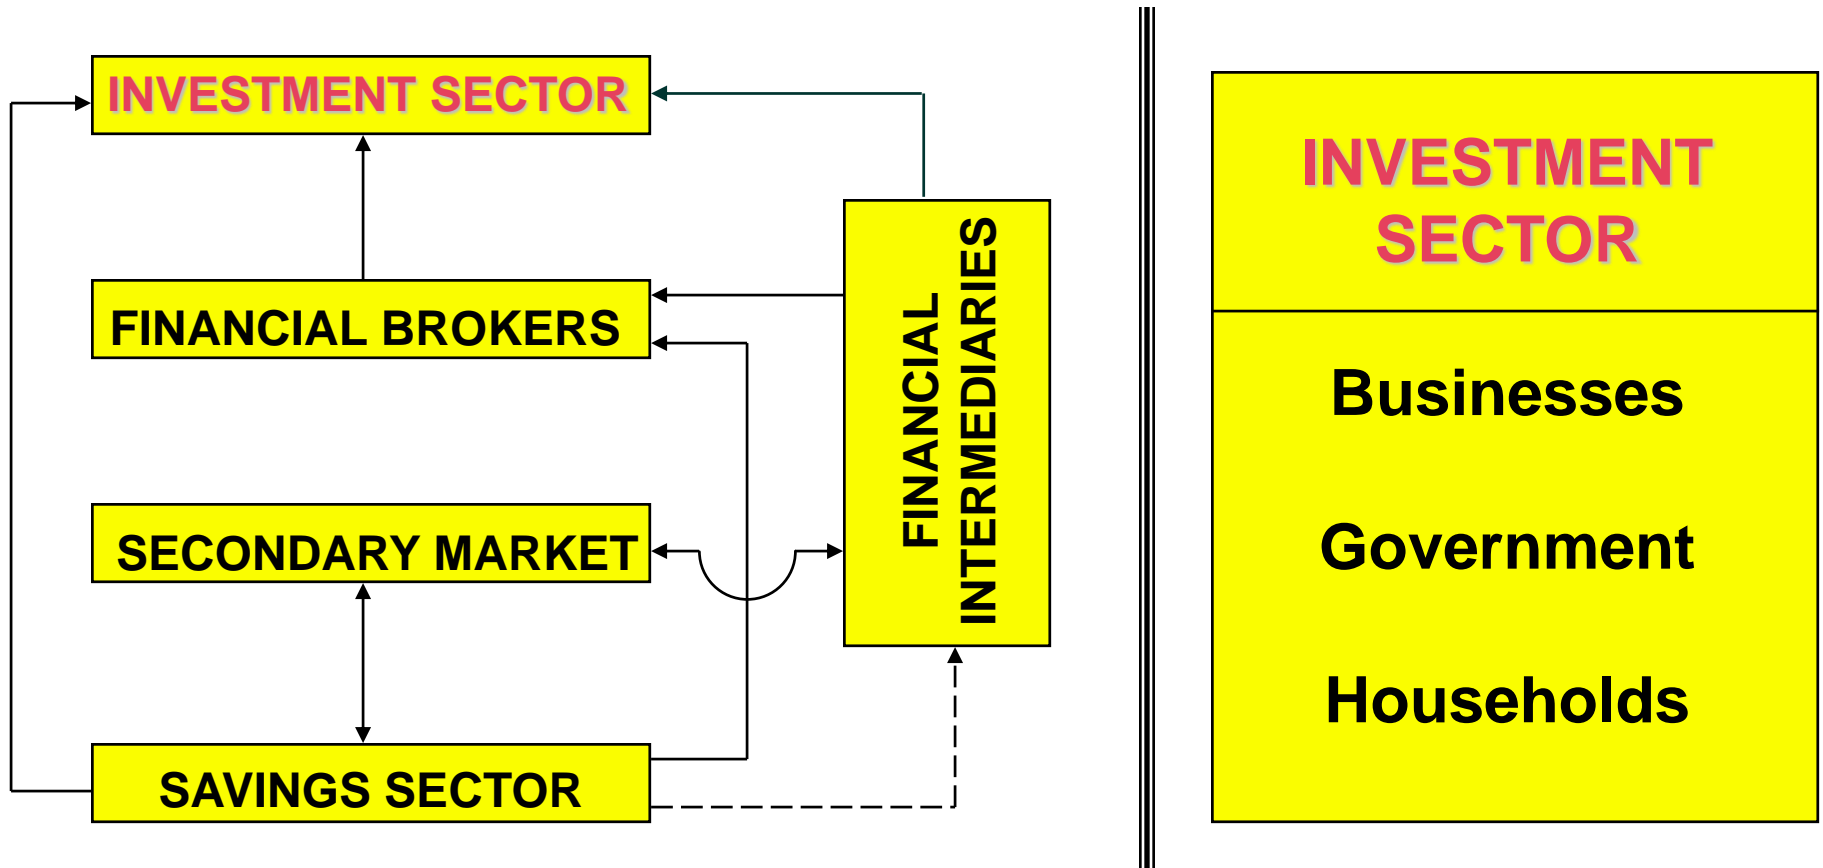 INVESTMENT SECTOR
FINANCIAL BROKERS
SECONDARY MARKET
SAVINGS SECTOR
FINANCIAL
INTERMEDIARIES
INVESTMENT
SECTOR
Businesses
Government
Households